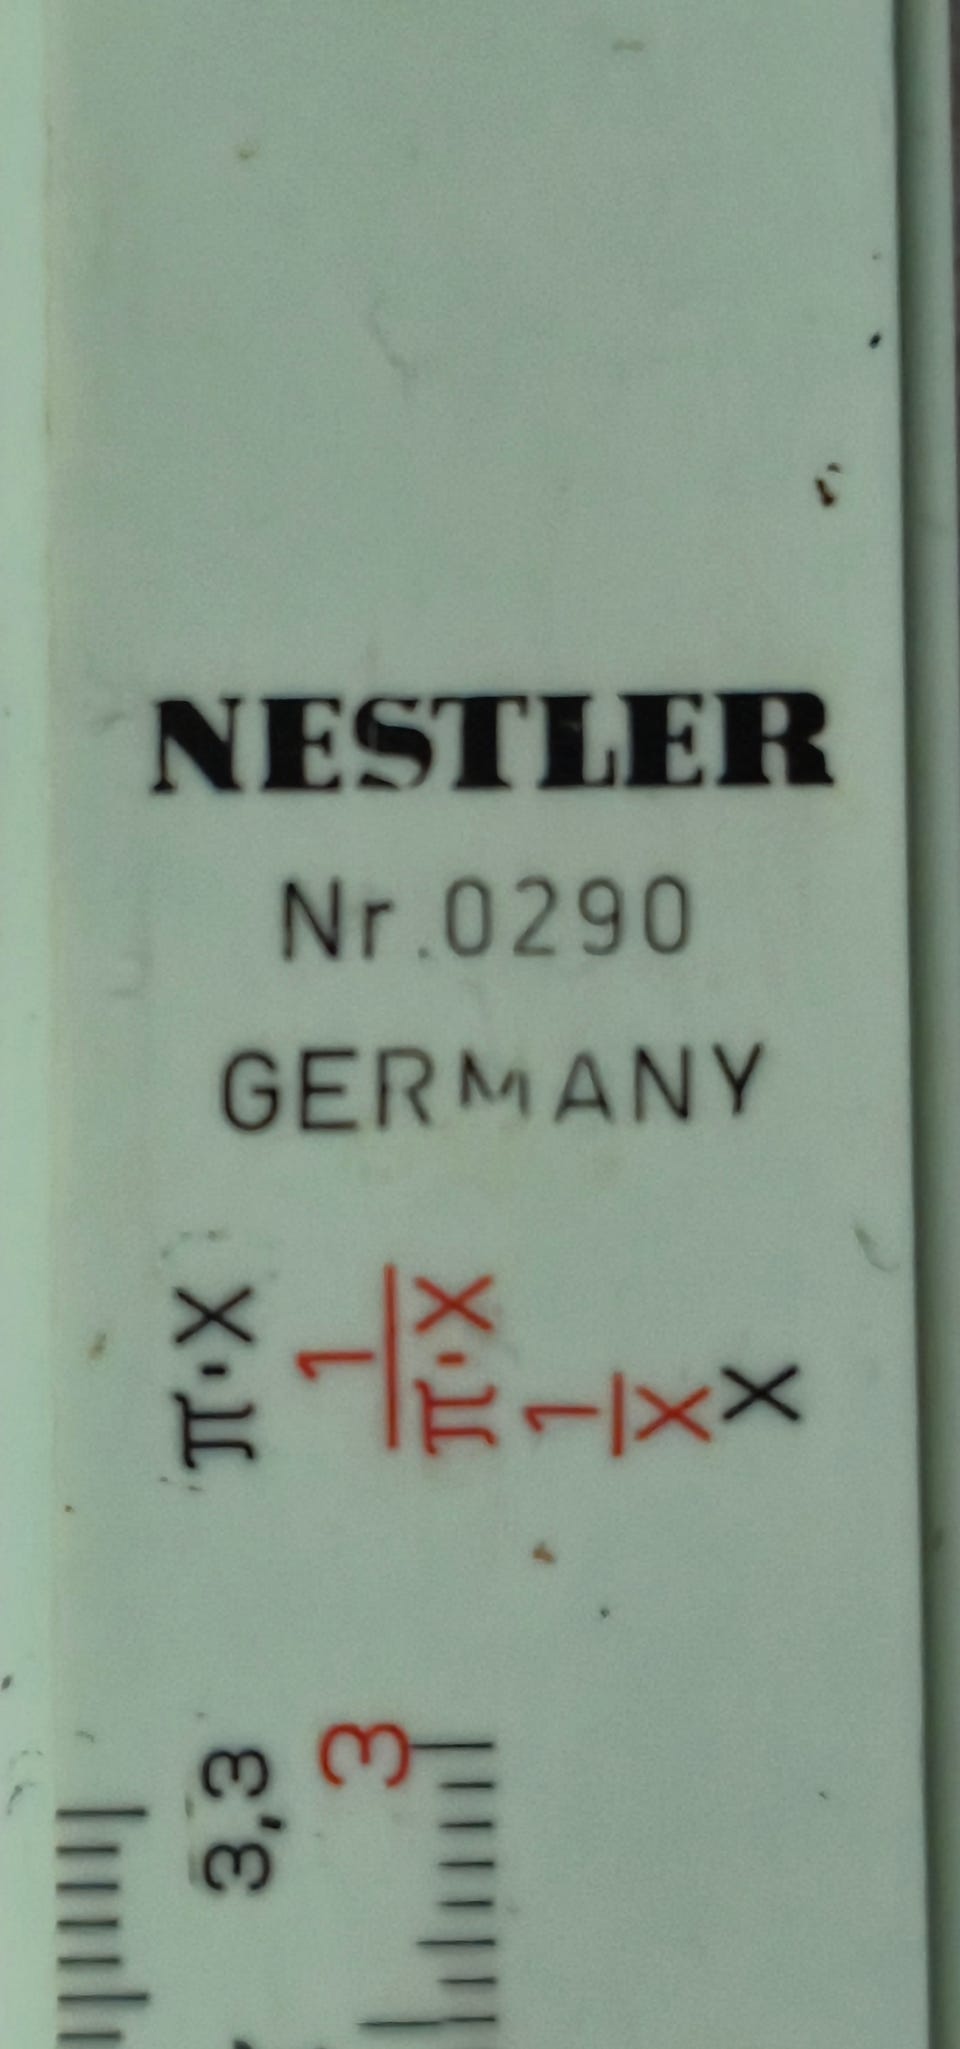 NESTLER
Nr.0290
GERMANY
π·x
1
π·x
1
x
x
3,3
3